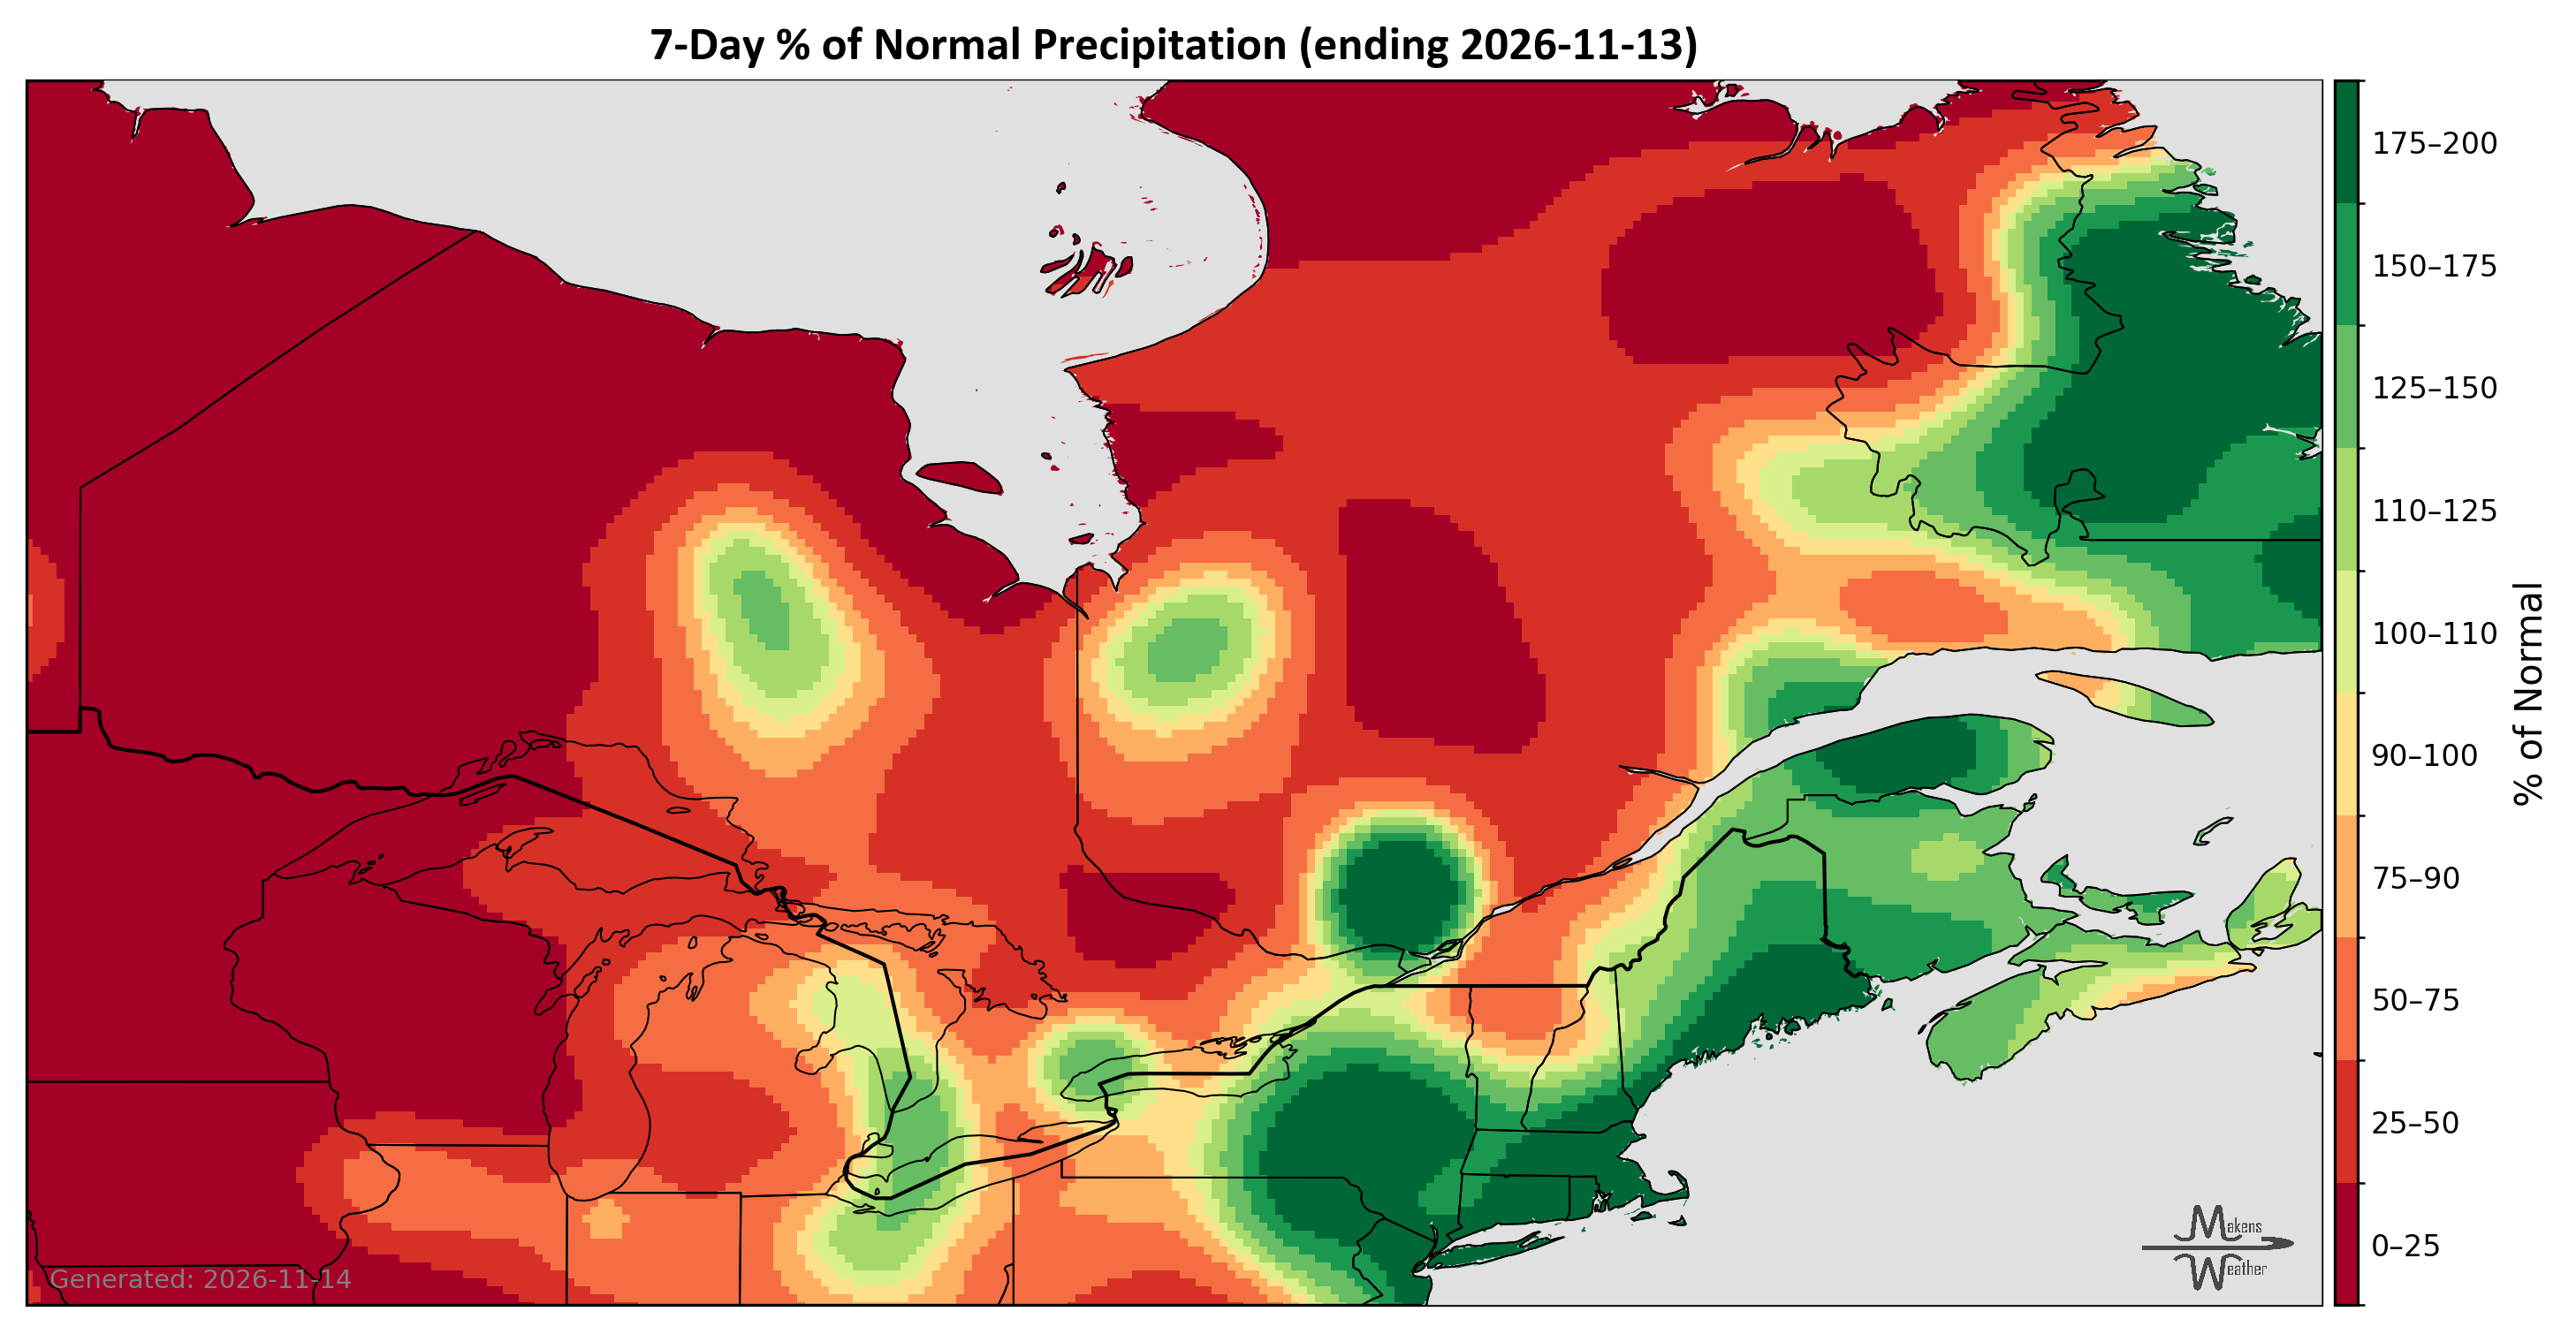 7-Day % of Normal Precipitation (ending 2026-11-13)
175–200
150–175
125–150
110–125
100–110
90–100
75–90
50–75
25–50
0–25
% of Normal
Generated: 2026-11-14
Makens
Weather